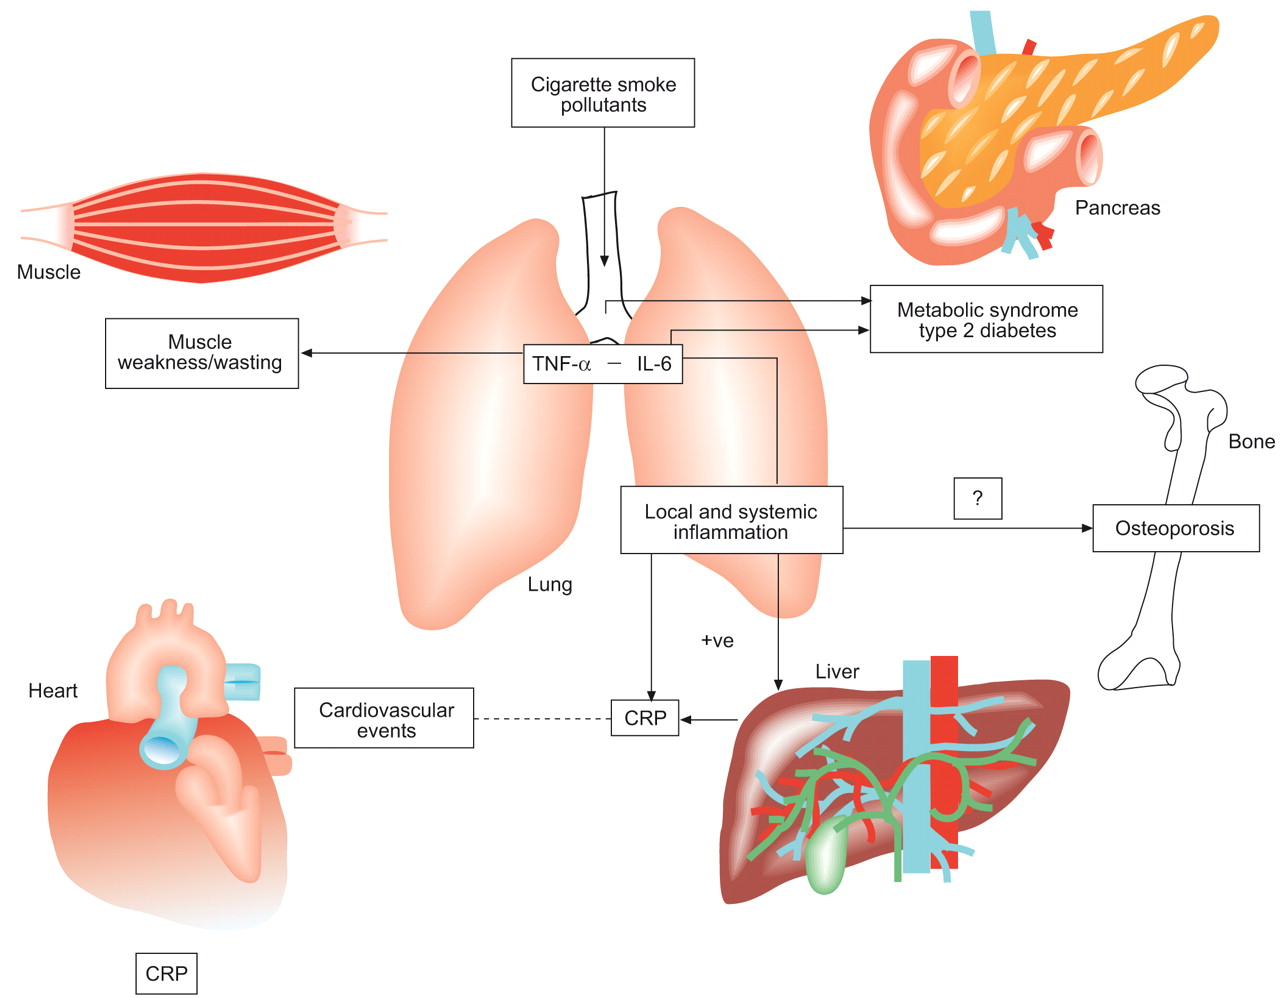 Cigarette smoke
pollutants
Pancreas
Muscle
Metabolic syndrome
type 2 diabetes
Muscle
weakness/wasting
TNF-α – IL-6
Bone
?
Local and systemic
inflammation
Osteoporosis
Lung
+ve
Liver
Heart
Cardiovascular
events
CRP
CRP